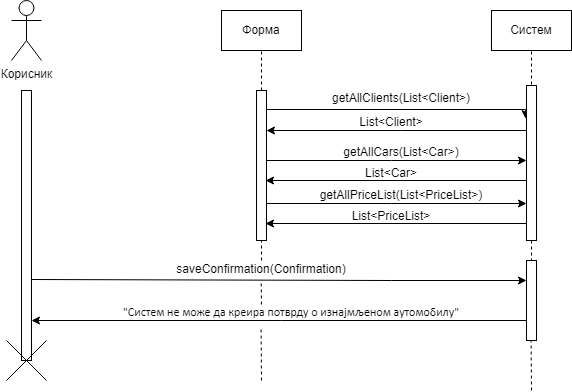 Форма
Систем
Корисник
getAllClients(List<Client>)
List<Client>
getAllCars(List<Car>)
List<Car>
getAllPriceList(List<PriceList>)
List<PriceList>
saveConfirmation(Confirmation)
"Систем не може да креира потврду о изнајмљеном аутомобилу"